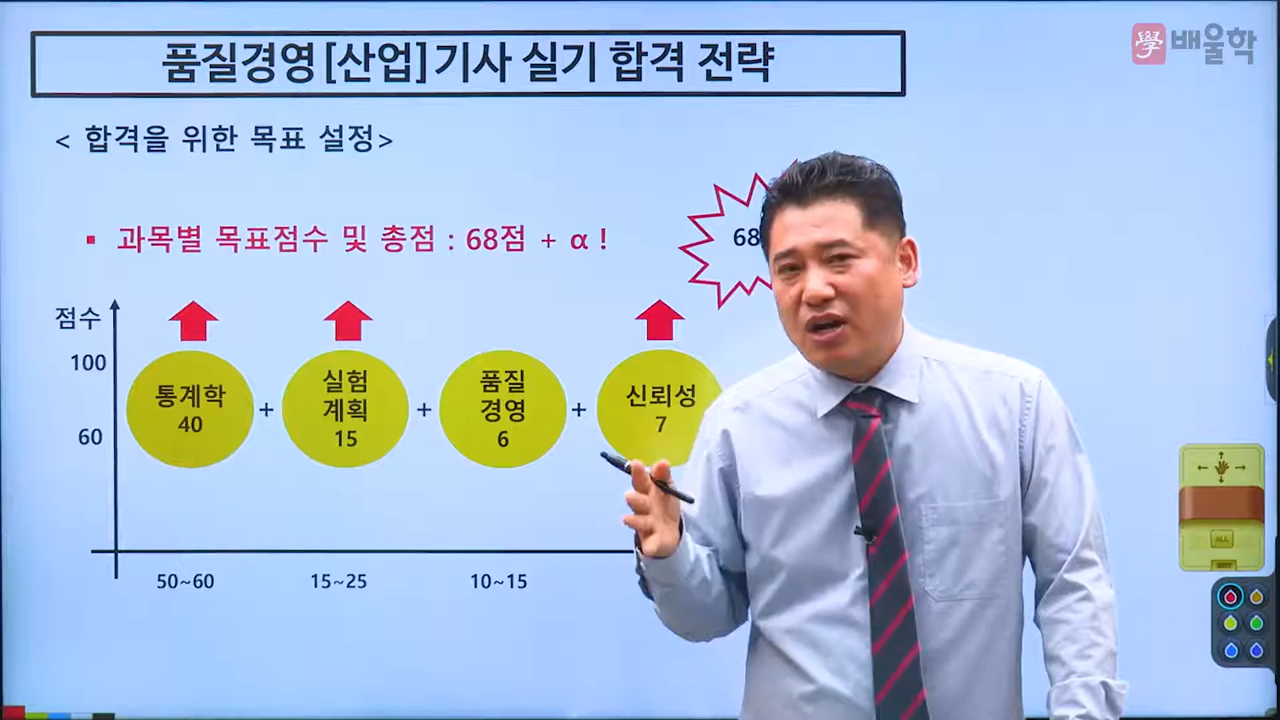 품질경영[산업]기사 실기 합격 전략
學 배울학
< 합격을 위한 목표 설정>
▪ 과목별 목표점수 및 총점 : 68점 + α !
68
점수
100
60
통계학
40
+
실험
계획
15
+
품질
경영
6
+
신뢰성
7
50~60
15~25
10~15
ALL
EXIT